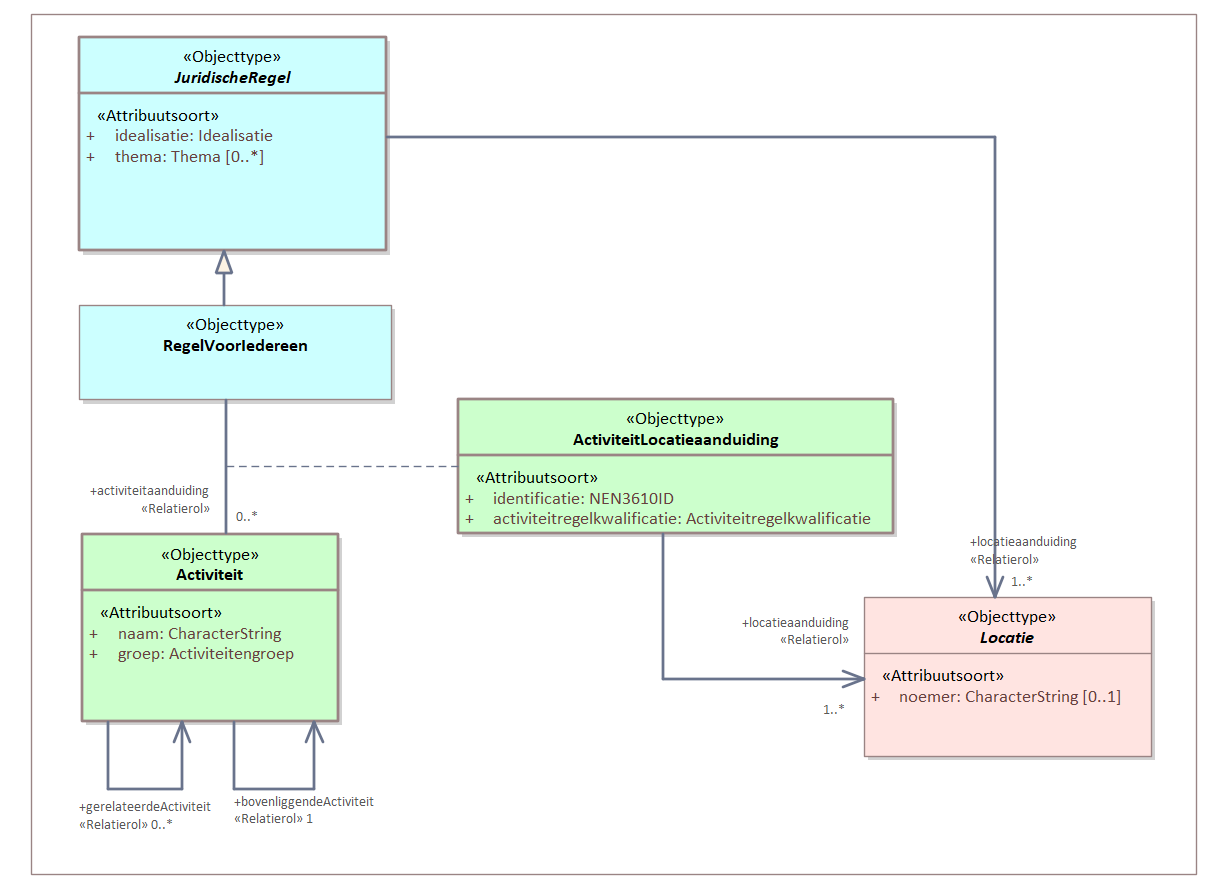 «Objecttype»
JuridischeRegel
«Attribuutsoort»
+ idealisatie: Idealisatie
+ thema: Thema [0..*]
«Objecttype»
RegelVoorIedereen
«Objecttype»
ActiviteitLocatieaanduiding
«Attribuutsoort»
+ identificatie: NEN3610ID
+ activiteitregelkwalificatie: Activiteitregelkwalificatie
+activiteitaanduiding
«Relatierol»
0..*
«Objecttype»
Activiteit
«Attribuutsoort»
+ naam: CharacterString
+ groep: Activiteitengroep
+gerelateerdeActiviteit
«Relatierol» 0..*
+bovenliggendeActiviteit
«Relatierol» 1
+locatieaanduiding
«Relatierol»
1..*
+locatieaanduiding
«Relatierol»
1..*
«Objecttype»
Locatie
«Attribuutsoort»
+ noemer: CharacterString [0..1]